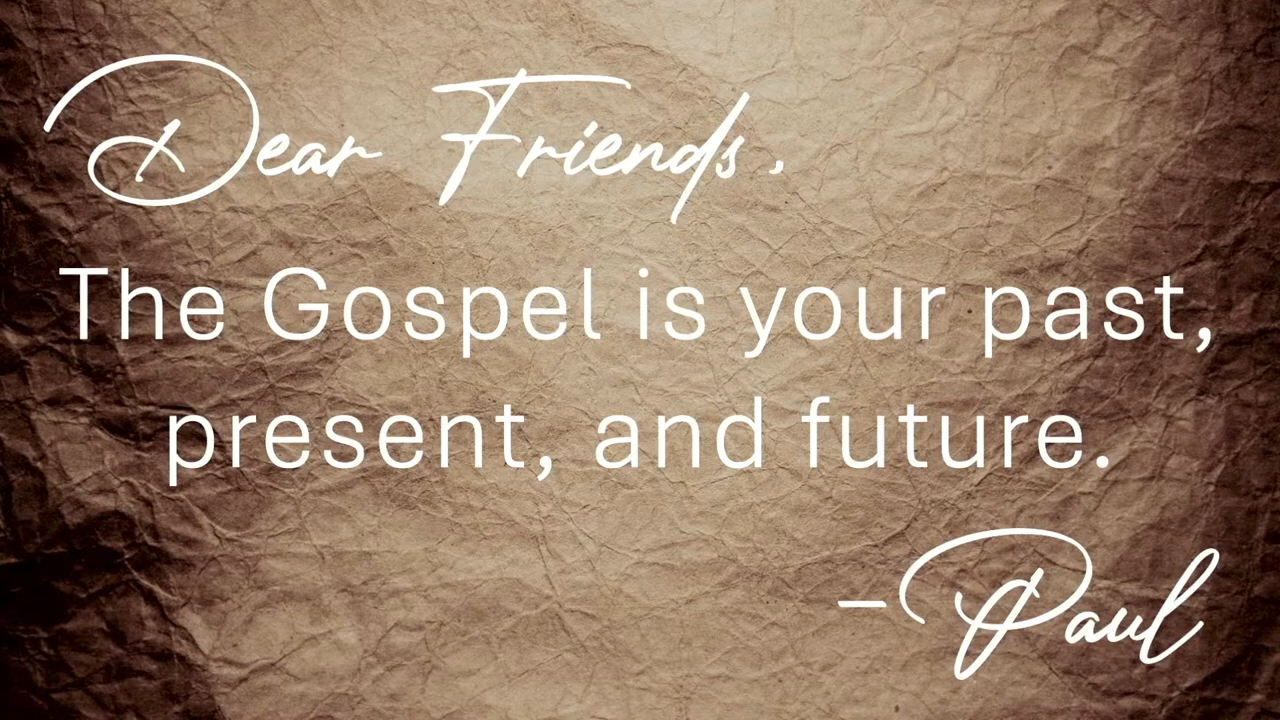 Dear Friends,
The Gospel is your past,
present, and future.
- Paul